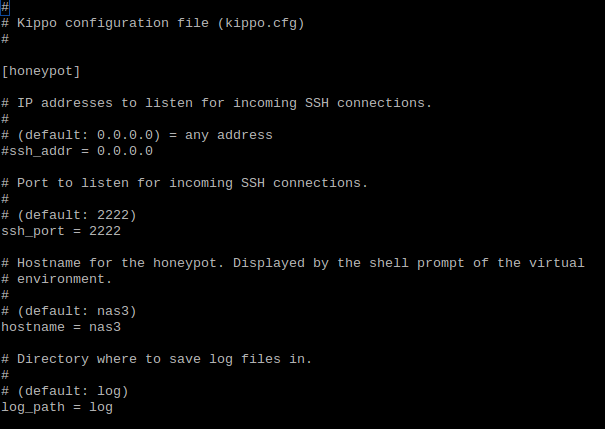 #
# Kippo configuration file (kippo.cfg)
#
[honeypot]
# IP addresses to listen for incoming SSH connections.
#
# (default: 0.0.0.0) = any address
#ssh_addr = 0.0.0.0
# Port to listen for incoming SSH connections.
#
# (default: 2222)
ssh_port = 2222
# Hostname for the honeypot. Displayed by the shell prompt of the virtual
# environment.
#
# (default: nas3)
hostname = nas3
# Directory where to save log files in.
#
# (default: log)
log_path = log